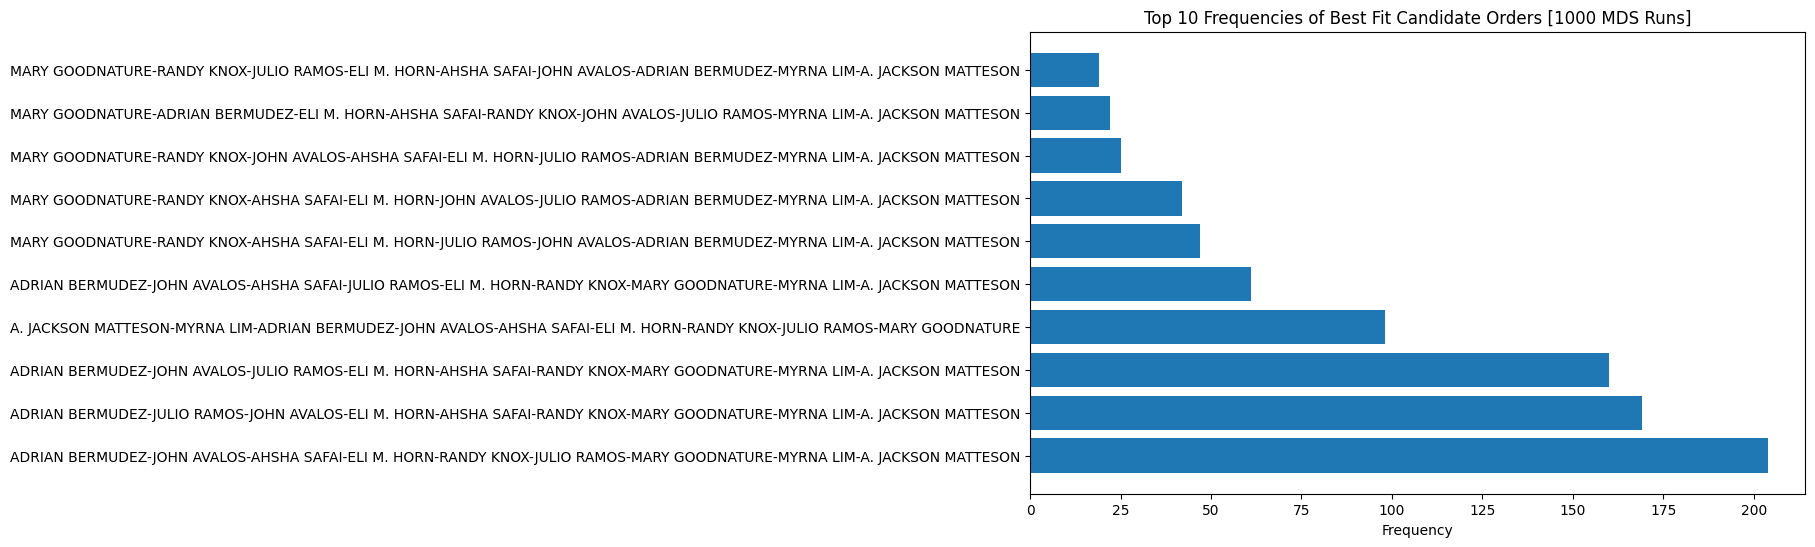 Top 10 Frequencies of Best Fit Candidate Orders [1000 MDS Runs]
MARY GOODNATURE-RANDY KNOX-JULIO RAMOS-ELI M. HORN-AHSHA SAFAI-JOHN AVALOS-ADRIAN BERMUDEZ-MYRNA LIM-A. JACKSON MATTESON
MARY GOODNATURE-ADRIAN BERMUDEZ-ELI M. HORN-AHSHA SAFAI-RANDY KNOX-JOHN AVALOS-JULIO RAMOS-MYRNA LIM-A. JACKSON MATTESON
MARY GOODNATURE-RANDY KNOX-JOHN AVALOS-AHSHA SAFAI-ELI M. HORN-JULIO RAMOS-ADRIAN BERMUDEZ-MYRNA LIM-A. JACKSON MATTESON
MARY GOODNATURE-RANDY KNOX-AHSHA SAFAI-ELI M. HORN-JOHN AVALOS-JULIO RAMOS-ADRIAN BERMUDEZ-MYRNA LIM-A. JACKSON MATTESON
MARY GOODNATURE-RANDY KNOX-AHSHA SAFAI-ELI M. HORN-JULIO RAMOS-JOHN AVALOS-ADRIAN BERMUDEZ-MYRNA LIM-A. JACKSON MATTESON
ADRIAN BERMUDEZ-JOHN AVALOS-AHSHA SAFAI-JULIO RAMOS-ELI M. HORN-RANDY KNOX-MARY GOODNATURE-MYRNA LIM-A. JACKSON MATTESON
A. JACKSON MATTESON-MYRNA LIM-ADRIAN BERMUDEZ-JOHN AVALOS-AHSHA SAFAI-ELI M. HORN-RANDY KNOX-JULIO RAMOS-MARY GOODNATURE
ADRIAN BERMUDEZ-JOHN AVALOS-JULIO RAMOS-ELI M. HORN-AHSHA SAFAI-RANDY KNOX-MARY GOODNATURE-MYRNA LIM-A. JACKSON MATTESON
ADRIAN BERMUDEZ-JULIO RAMOS-JOHN AVALOS-ELI M. HORN-AHSHA SAFAI-RANDY KNOX-MARY GOODNATURE-MYRNA LIM-A. JACKSON MATTESON
ADRIAN BERMUDEZ-JOHN AVALOS-AHSHA SAFAI-ELI M. HORN-RANDY KNOX-JULIO RAMOS-MARY GOODNATURE-MYRNA LIM-A. JACKSON MATTESON
0 25 50 75 100 125 150 175 200
Frequency